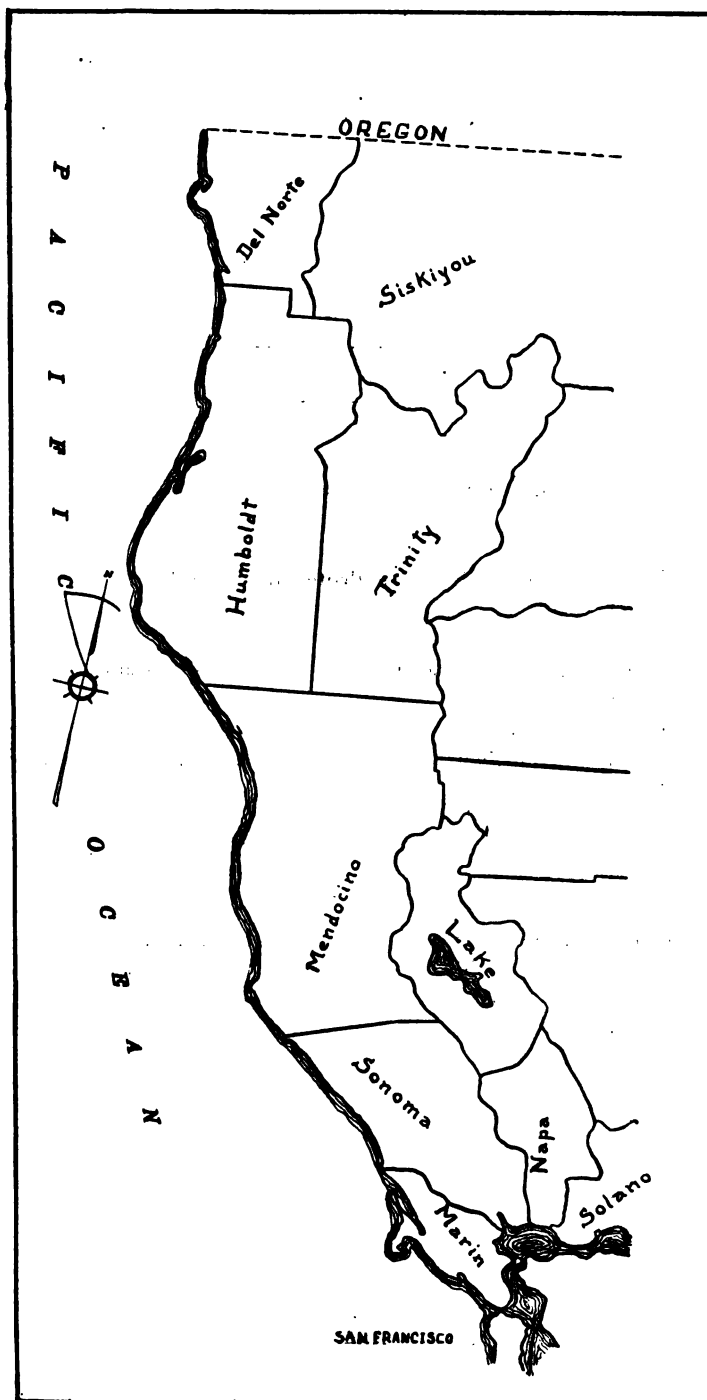 OREGON
PACIFIC
OCEAN
Del Norte
Siskiyou
Humboldt
Trinity
N
Mendocino
Lake
Sonoma
Napa
Solano
Marin
SAN FRANCISCO